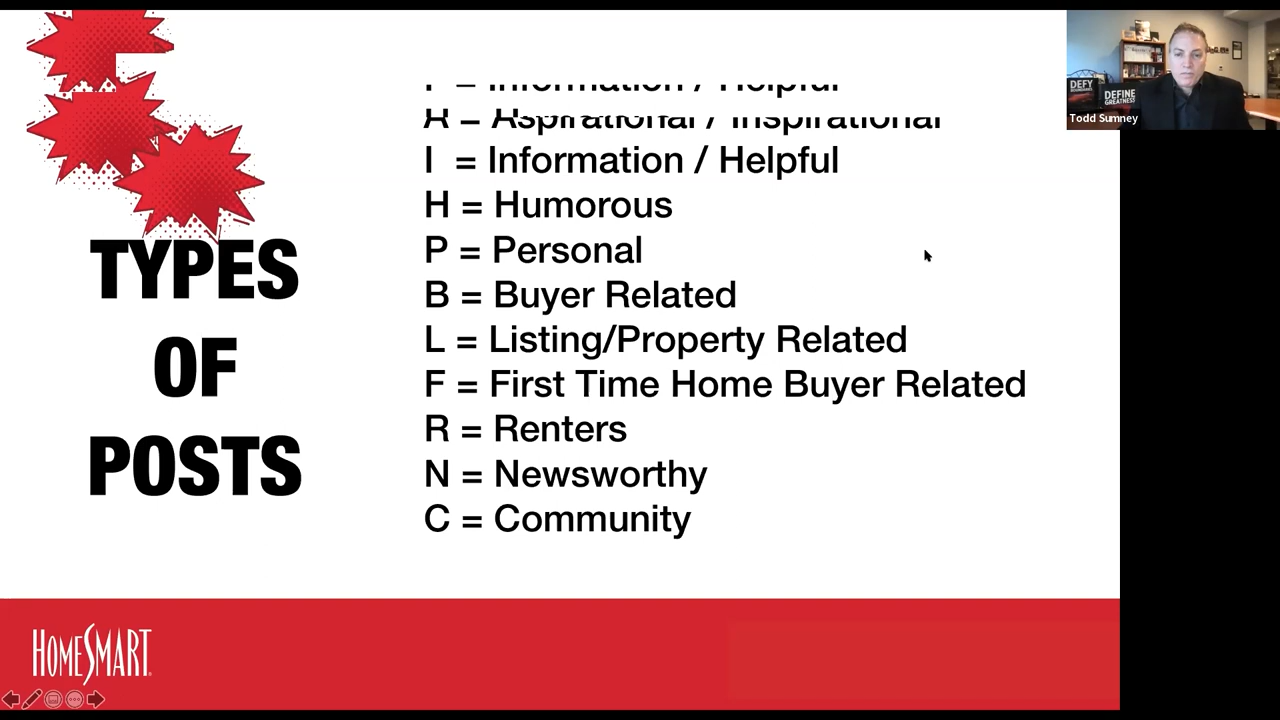 I = Information / Helpful
A = Aspirational / Inspirational
I = Information / Helpful
H = Humorous
P = Personal
B = Buyer Related
L = Listing/Property Related
F = First Time Home Buyer Related
R = Renters
N = Newsworthy
C = Community
TYPES
OF
POSTS
HOMESMART
DEFY
DEFINE
GREATNESS
Todd Sumney